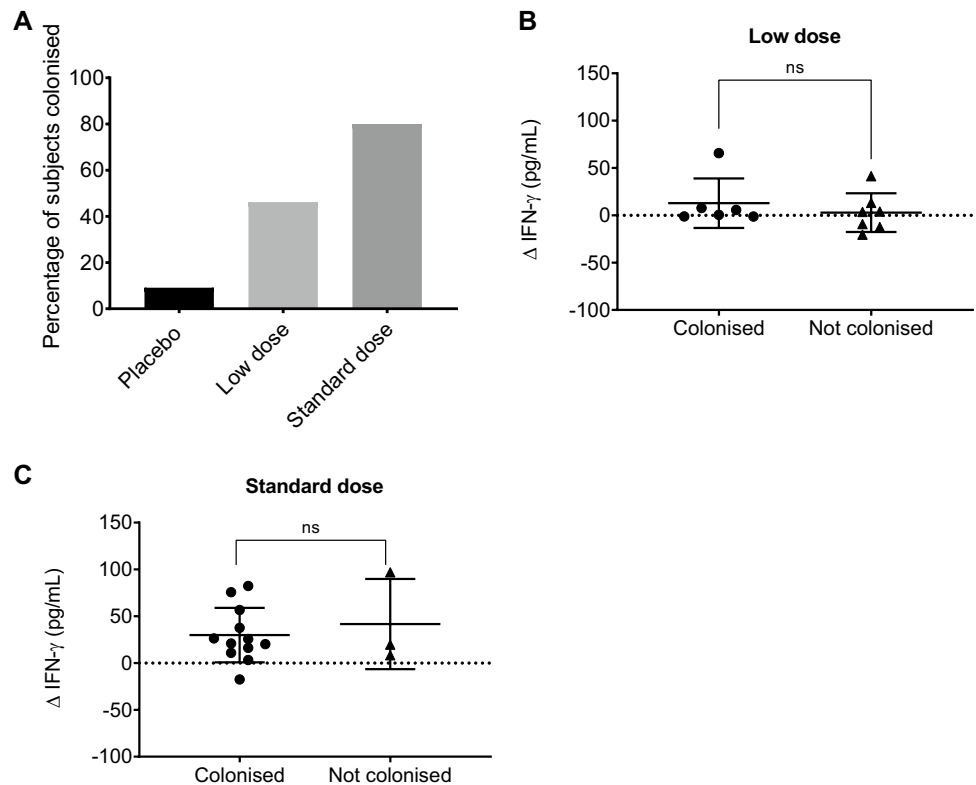 A
Percentage of subjects colonised
100
80
60
40
20
0
Placebo
Low dose
Standard dose
B
Low dose
ns
Δ IFN-γ (pg/mL)
150
100
50
0
-50
-100
Colonised
Not colonised
C
Standard dose
ns
Δ IFN-γ (pg/mL)
150
100
50
0
-50
-100
Colonised
Not colonised